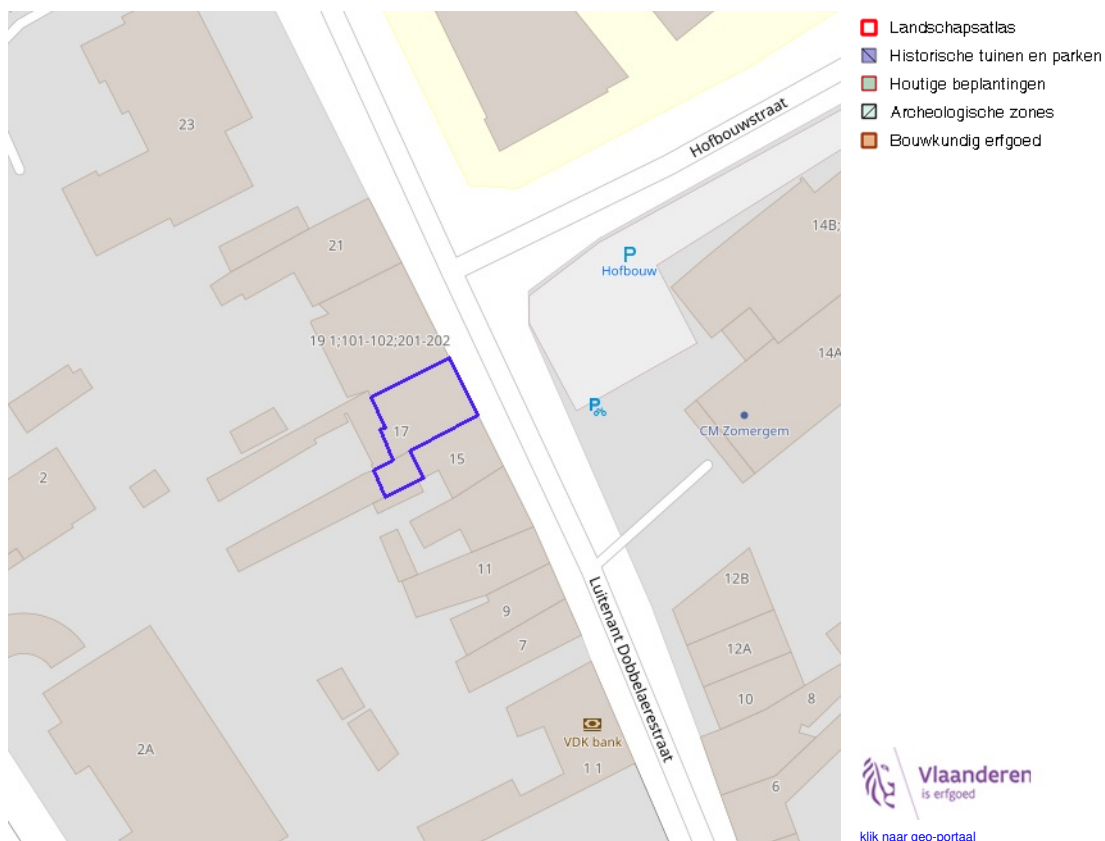 Landschapsatlas
Historische tuinen en parken
Houtige beplantingen
Archeologische zones
Bouwkundig erfgoed
23
Hofbouwstraat
21
P
Hofbouw
14B;
19 1;101-102;201-202
14A
P
CM Zomergem
17
15
2
11
12B
9
7
12A
10
8
Luitenant Dobbelaerestraat
VDK bank
1 1
2A
6
Vlaanderen
is erfgoed
klik naar geo-portaal